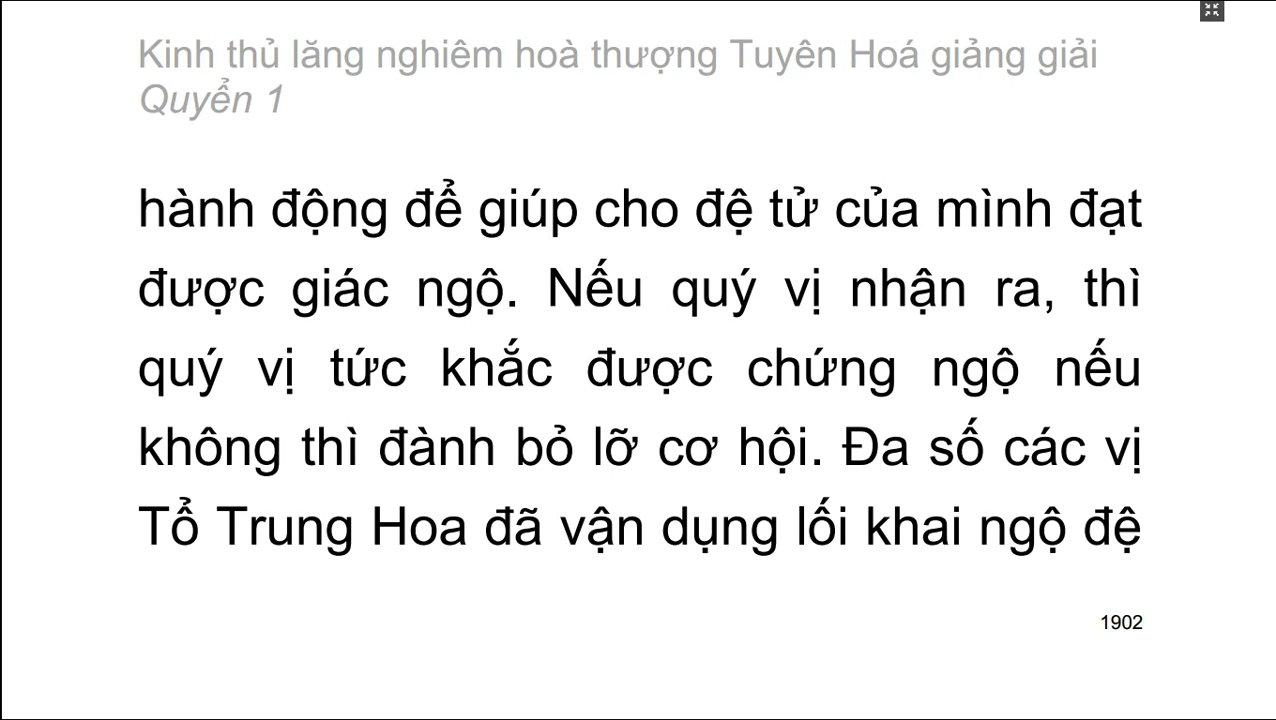 Kinh thủ lăng nghiêm hoà thượng Tuyên Hoá giảng giải
Quyển 1
hành động để giúp cho đệ tử của mình đạt
được giác ngộ. Nếu quý vị nhận ra, thì
quý vị tức khắc được chứng ngộ nếu
không thì đành bỏ lỡ cơ hội. Đa số các vị
Tổ Trung Hoa đã vận dụng lối khai ngộ đệ
1902